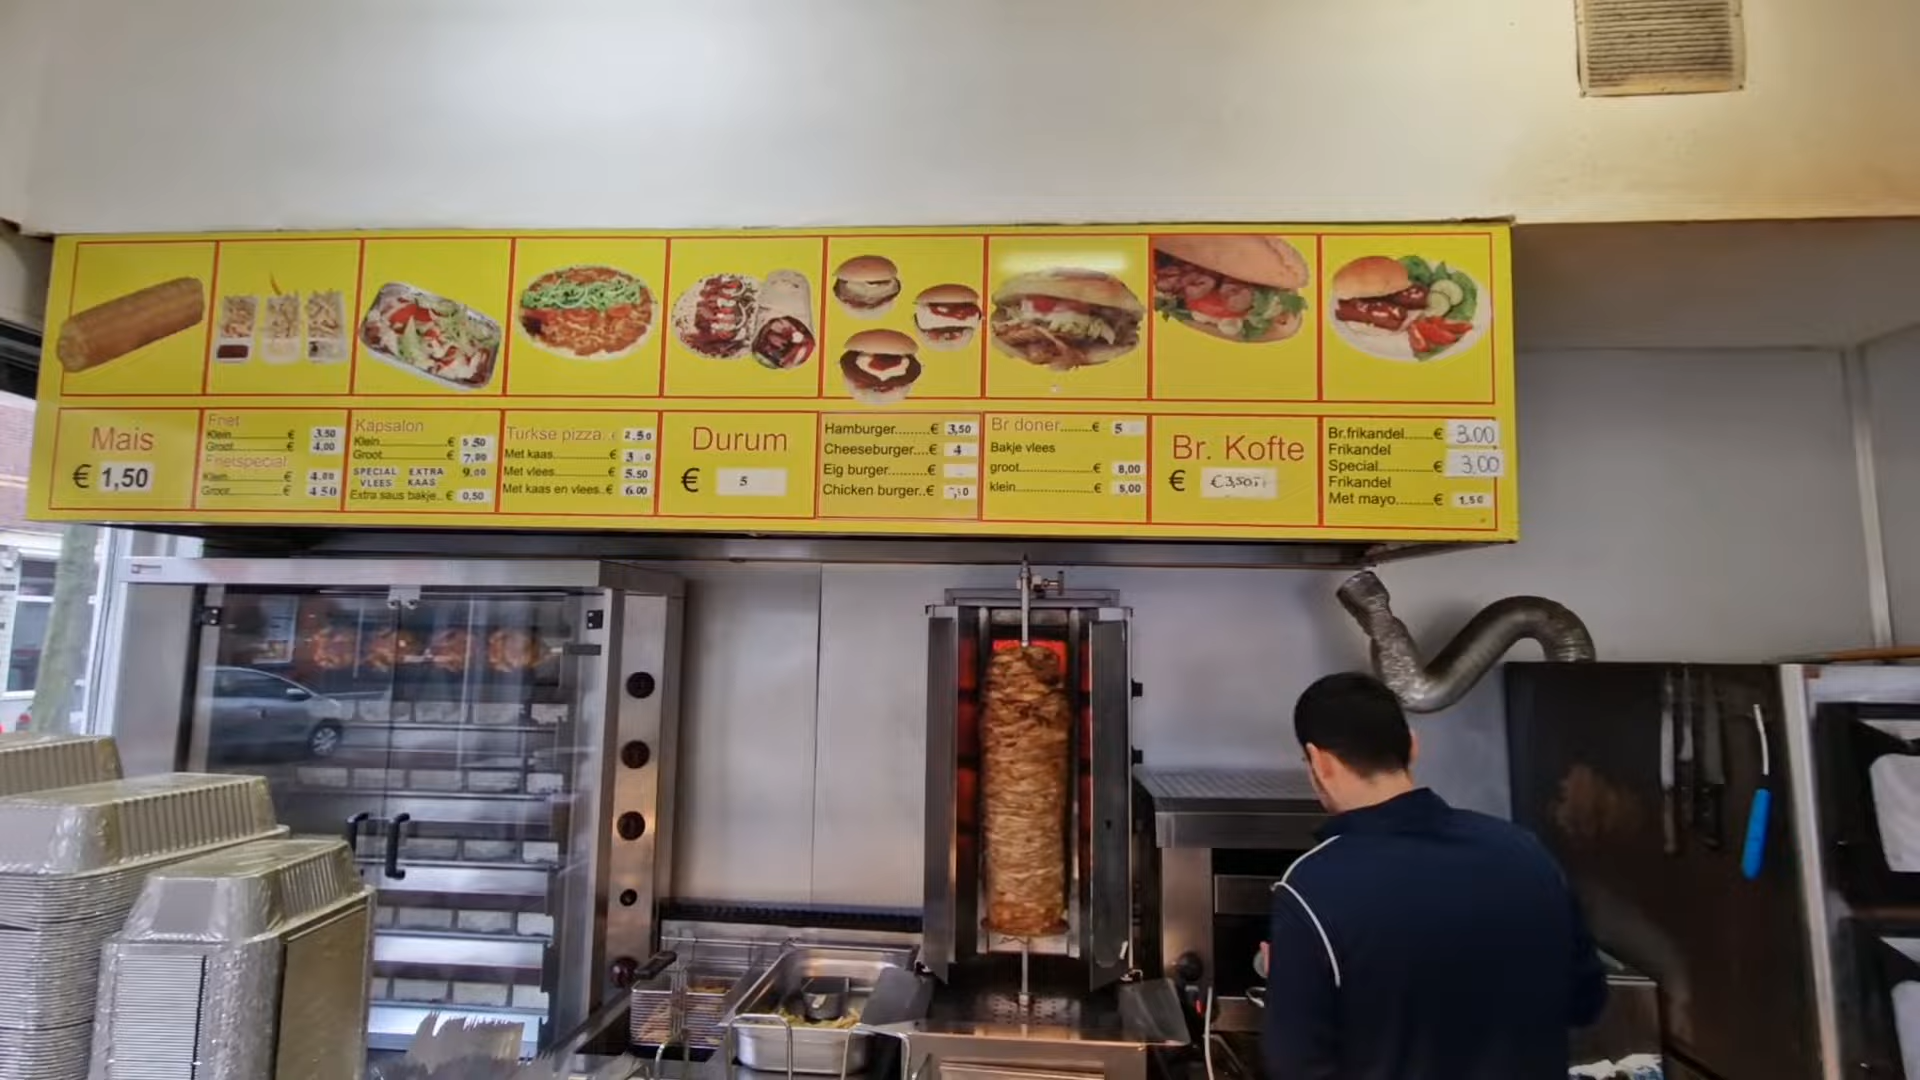 Mais
€ 1,50
Friet
Klein € 3.50
Groot € 4.00
Frietspecial
Klein € 4.00
Groot € 4 50
Kapsalon
Klein € 5 50
Groot € 7,00
SPECIAL EXTRA 9.00
VLEES KAAS
Extra saus bakje.. € 0,50
Turkse pizza.. € 2.50
Met kaas € 3 0
Met vlees € 5.50
Met kaas en vlees..€ 6.00
Durum
€ 5
Hamburger........€ 3,50
Cheeseburger....€ 4
Eig burger..........€
Chicken burger..€
Br doner....... € 5
Bakje vlees
groot € 8,00
klein € 5,00
Br. Kofte
€ €3,50
Br.frikandel....... € 3.00
Frikandel
Special € 3,00
Frikandel
Met mayo......... € 1,50